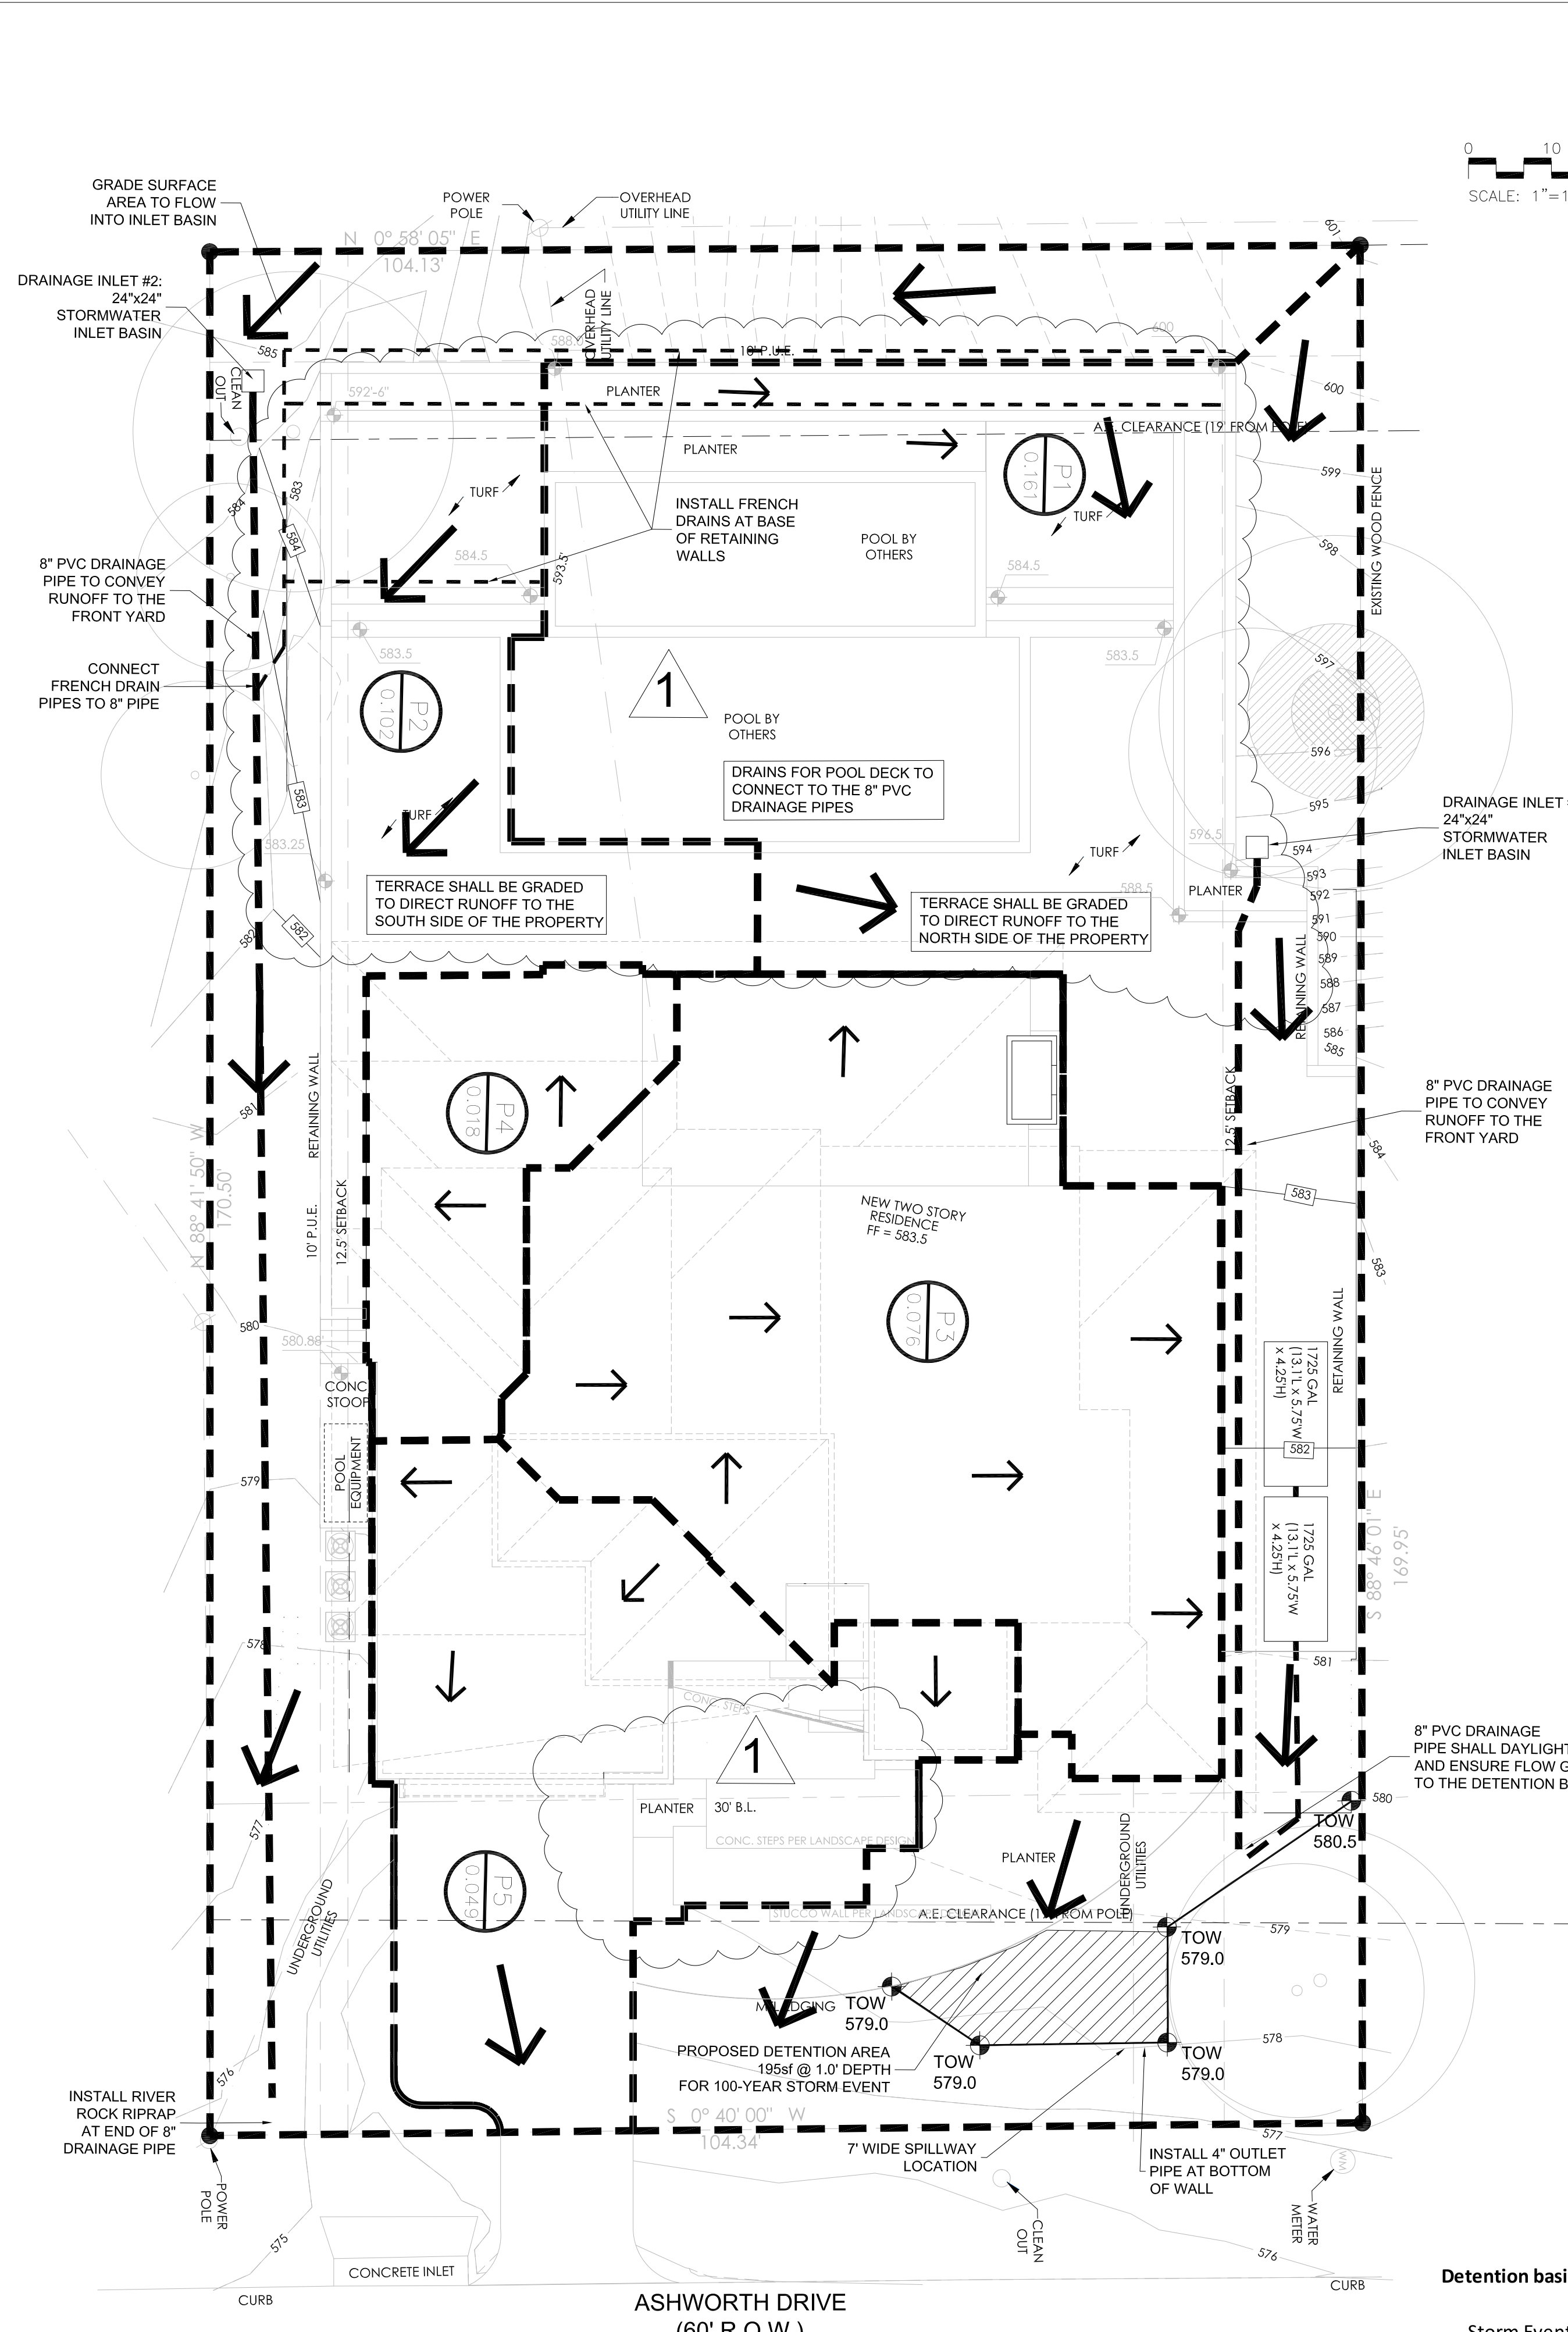 0 10
SCALE: 1"=1
GRADE SURFACE
AREA TO FLOW
INTO INLET BASIN
POWER
POLE
OVERHEAD
UTILITY LINE
601
N 0° 58' 05" E
104.13'
DRAINAGE INLET #2:
24"x24"
STORMWATER
INLET BASIN
OVERHEAD
UTILITY LINE
585
588.0
600
10' P.U.E.
CLEAN
OUT
592'-6"
PLANTER
600
A.E. CLEARANCE (19' FROM POLE)
PLANTER
P1
0.161
599
EXISTING WOOD FENCE
583
584
584
TURF
INSTALL FRENCH
DRAINS AT BASE
OF RETAINING
WALLS
TURF
POOL BY
OTHERS
598
584.5
593.5'
584.5
8" PVC DRAINAGE
PIPE TO CONVEY
RUNOFF TO THE
FRONT YARD
583.5
583.5
597
CONNECT
FRENCH DRAIN
PIPES TO 8" PIPE
P2
0.102
1
POOL BY
OTHERS
596
DRAINS FOR POOL DECK TO
CONNECT TO THE 8" PVC
DRAINAGE PIPES
583
595
TURF
583.25
596.5
594
DRAINAGE INLET
24"x24"
STORMWATER
INLET BASIN
TURF
593
TERRACE SHALL BE GRADED
TO DIRECT RUNOFF TO THE
SOUTH SIDE OF THE PROPERTY
588.5
PLANTER
592
TERRACE SHALL BE GRADED
TO DIRECT RUNOFF TO THE
NORTH SIDE OF THE PROPERTY
591
582
582
590
589
588
587
586
585
RETAINING WALL
581
RETAINING WALL
P4
0.018
12.5' SETBACK
8" PVC DRAINAGE
PIPE TO CONVEY
RUNOFF TO THE
FRONT YARD
584
N 88° 41' 50" W
170.50'
10' P.U.E.
12.5' SETBACK
NEW TWO STORY
RESIDENCE
FF = 583.5
583
583
P3
0.076
580
580.88'
CONC
STOOP
RETAINING WALL
1725 GAL
(13.1'L x 5.75'W
x 4.25'H)
POOL
EQUIPMENT
582
579
1725 GAL
(13.1'L x 5.75'W
x 4.25'H)
S 88° 46' 01" E
169.95'
578
581
CONC. STEPS
1
8" PVC DRAINAGE
PIPE SHALL DAYLIGHT
AND ENSURE FLOW G
TO THE DETENTION B
577
PLANTER
30' B.L.
580
TOW
580.5
CONC. STEPS PER LANDSCAPE DESIGN
PLANTER
UNDERGROUND
UTILITIES
P5
0.049
UNDERGROUND
UTILITIES
STUCCO WALL PER LANDSCAPE
A.E. CLEARANCE (1 FROM POLE)
579
TOW
579.0
TOW
579.0
578
PROPOSED DETENTION AREA
195sf @ 1.0' DEPTH
FOR 100-YEAR STORM EVENT
TOW
579.0
TOW
579.0
576
INSTALL RIVER
ROCK RIPRAP
AT END OF 8"
DRAINAGE PIPE
S 0° 40' 00" W
104.34'
577
7' WIDE SPILLWAY
LOCATION
INSTALL 4" OUTLET
PIPE AT BOTTOM
OF WALL
WM
POWER
POLE
WATER
METER
CLEAN
OUT
575
576
CONCRETE INLET
CURB
CURB
Detention basi
ASHWORTH DRIVE
(60' R.O.W.)
Storm Event